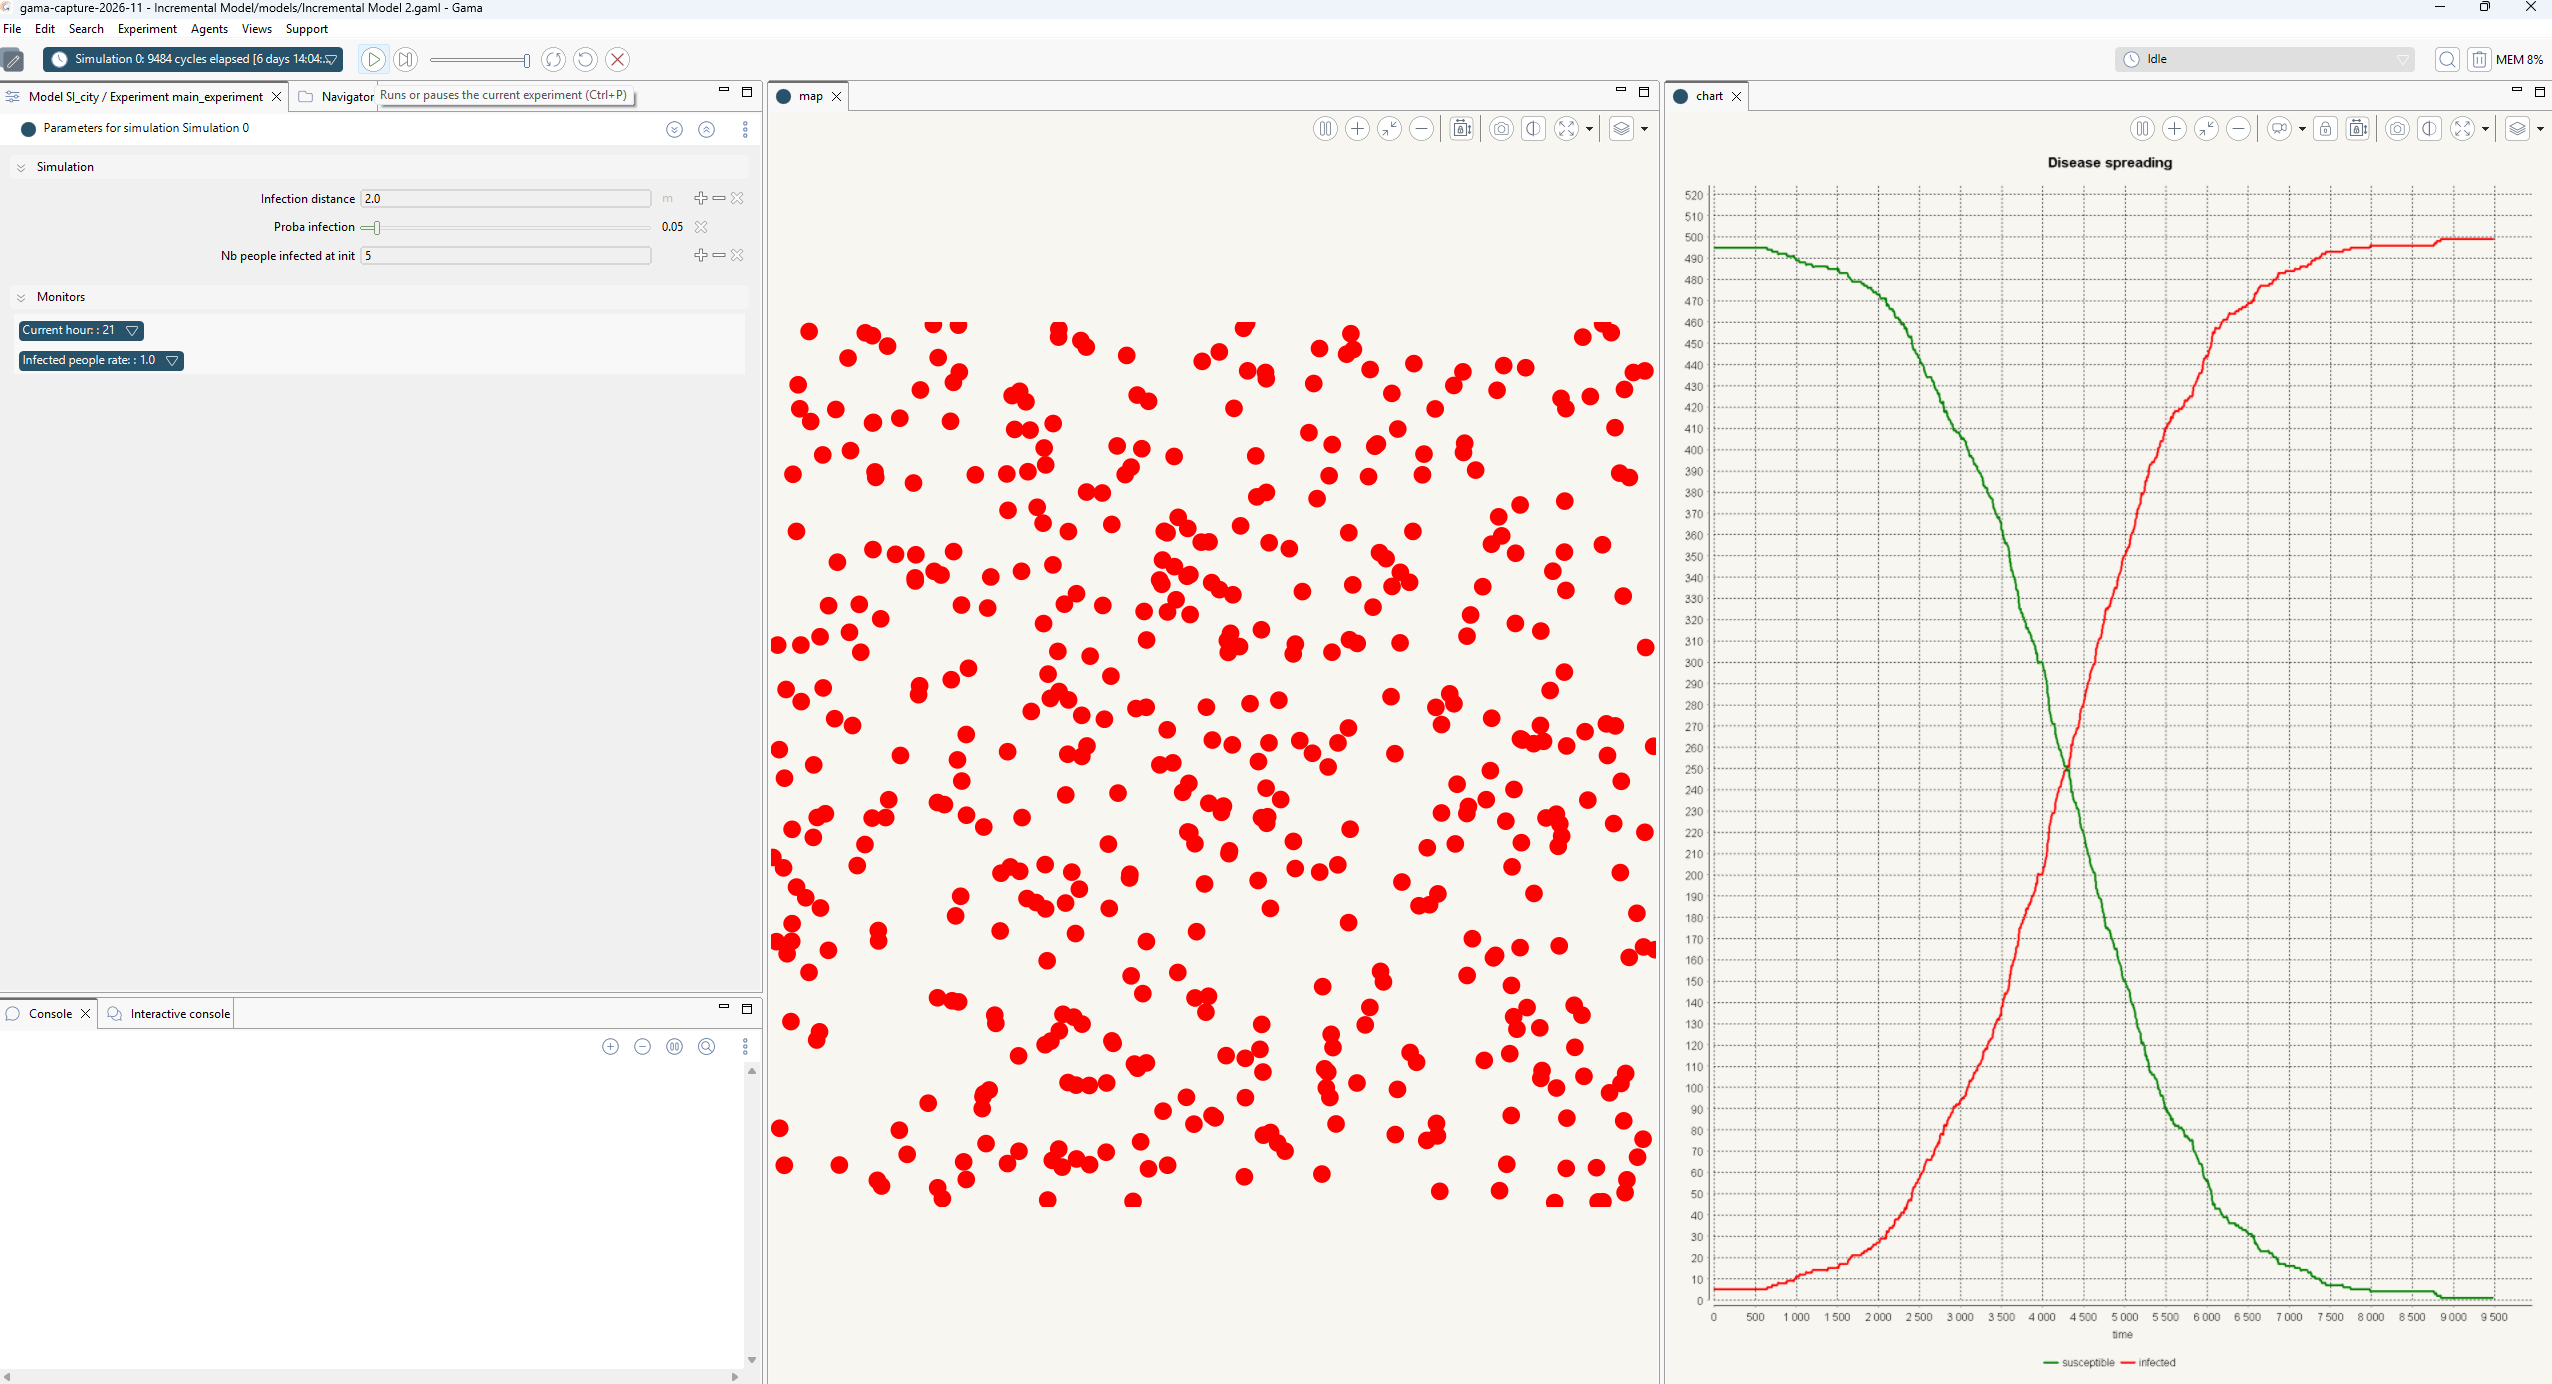 gama-capture-2026-11 - Incremental Model/models/Incremental Model 2.gaml - Gama
File Edit Search Experiment Agents Views Support
Simulation 0: 9484 cycles elapsed [6 days 14:04:..
Idle
MEM 8%
Model SI_city / Experiment main_experiment
Navigator
Runs or pauses the current experiment (Ctrl+P)
Parameters for simulation Simulation 0
Simulation
Infection distance 2.0 m
Proba infection 0.05
Nb people infected at init 5
Monitors
Current hour: : 21
Infected people rate: : 1.0
Console
Interactive console
map
chart
Disease spreading
520
510
500
490
480
470
460
450
440
430
420
410
400
390
380
370
360
350
340
330
320
310
300
290
280
270
260
250
240
230
220
210
200
190
180
170
160
150
140
130
120
110
100
90
80
70
60
50
40
30
20
10
0
0 500 1 000 1 500 2 000 2 500 3 000 3 500 4 000 4 500 5 000 5 500 6 000 6 500 7 000 7 500 8 000 8 500 9 000 9 500
time
susceptible infected